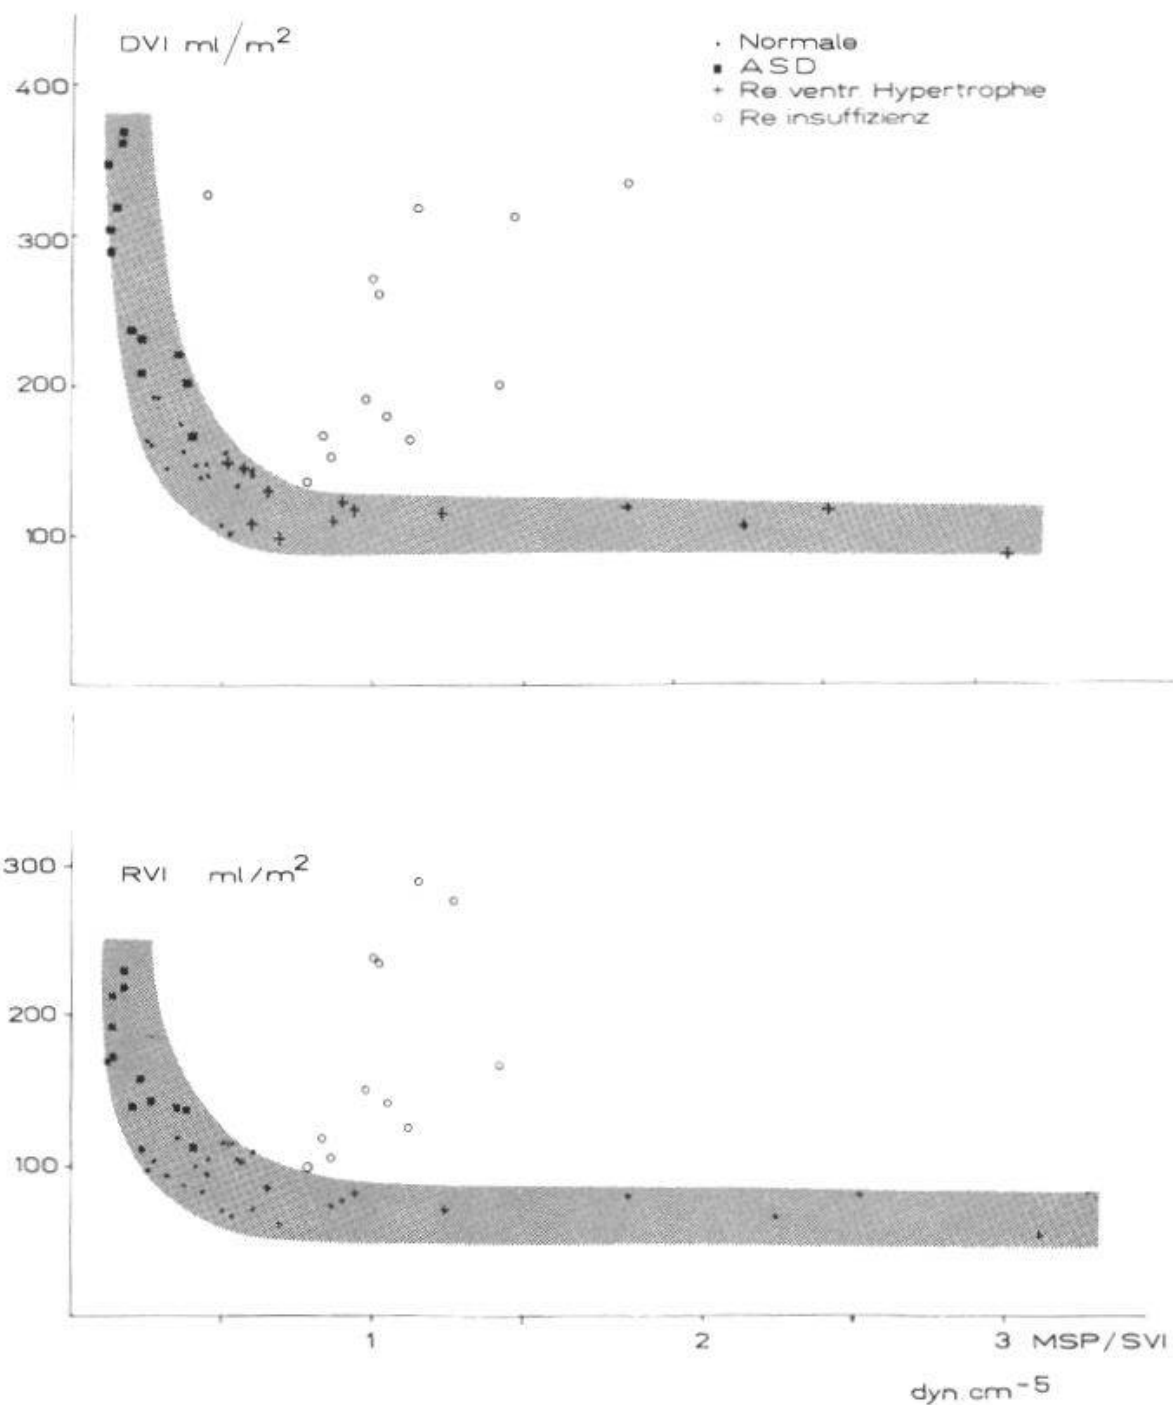 DVI ml/m²
· Normale
■ ASD
+ Re ventr. Hypertrophie
○ Re insuffizienz
400
300
200
100
RVI ml/m²
300
200
100
1 2 3 MSP/SVI
dyn.cm⁻⁵